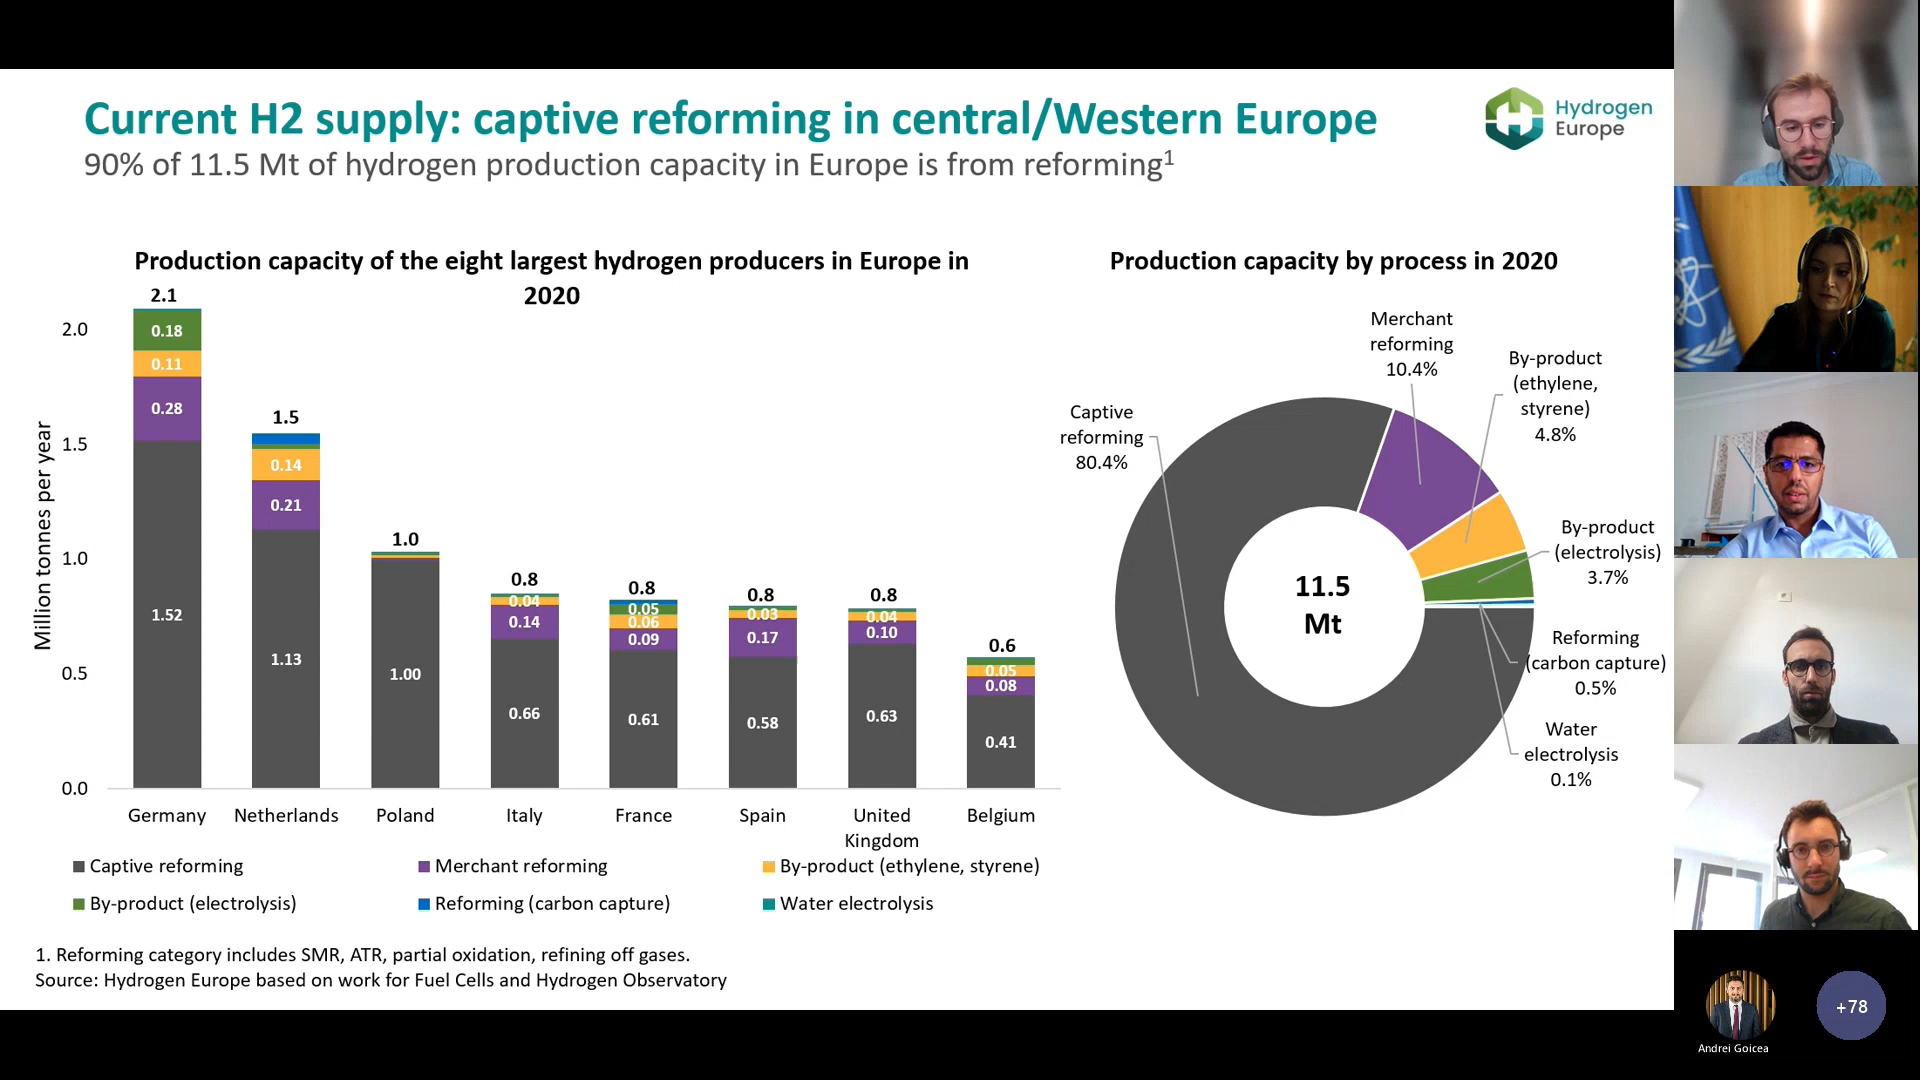 Current H2 supply: captive reforming in central/Western Europe
90% of 11.5 Mt of hydrogen production capacity in Europe is from reforming1
Hydrogen
Europe
Production capacity of the eight largest hydrogen producers in Europe in
2020
Million tonnes per year
2.0
1.5
1.0
0.5
0.0
2.1
0.18
0.11
0.28
1.52
1.5
0.14
0.21
1.13
1.0
1.00
0.8
0.04
0.14
0.66
0.8
0.05
0.06
0.09
0.61
0.8
0.03
0.17
0.58
0.8
0.04
0.10
0.63
0.6
0.05
0.08
0.41
Germany
Netherlands
Poland
Italy
France
Spain
United
Kingdom
Belgium
Captive reforming
Merchant reforming
By-product (ethylene, styrene)
By-product (electrolysis)
Reforming (carbon capture)
Water electrolysis
Production capacity by process in 2020
Captive
reforming
80.4%
Merchant
reforming
10.4%
By-product
(ethylene,
styrene)
4.8%
By-product
(electrolysis)
3.7%
Reforming
(carbon capture)
0.5%
Water
electrolysis
0.1%
11.5
Mt
1. Reforming category includes SMR, ATR, partial oxidation, refining off gases.
Source: Hydrogen Europe based on work for Fuel Cells and Hydrogen Observatory
Andrei Goicea
+78